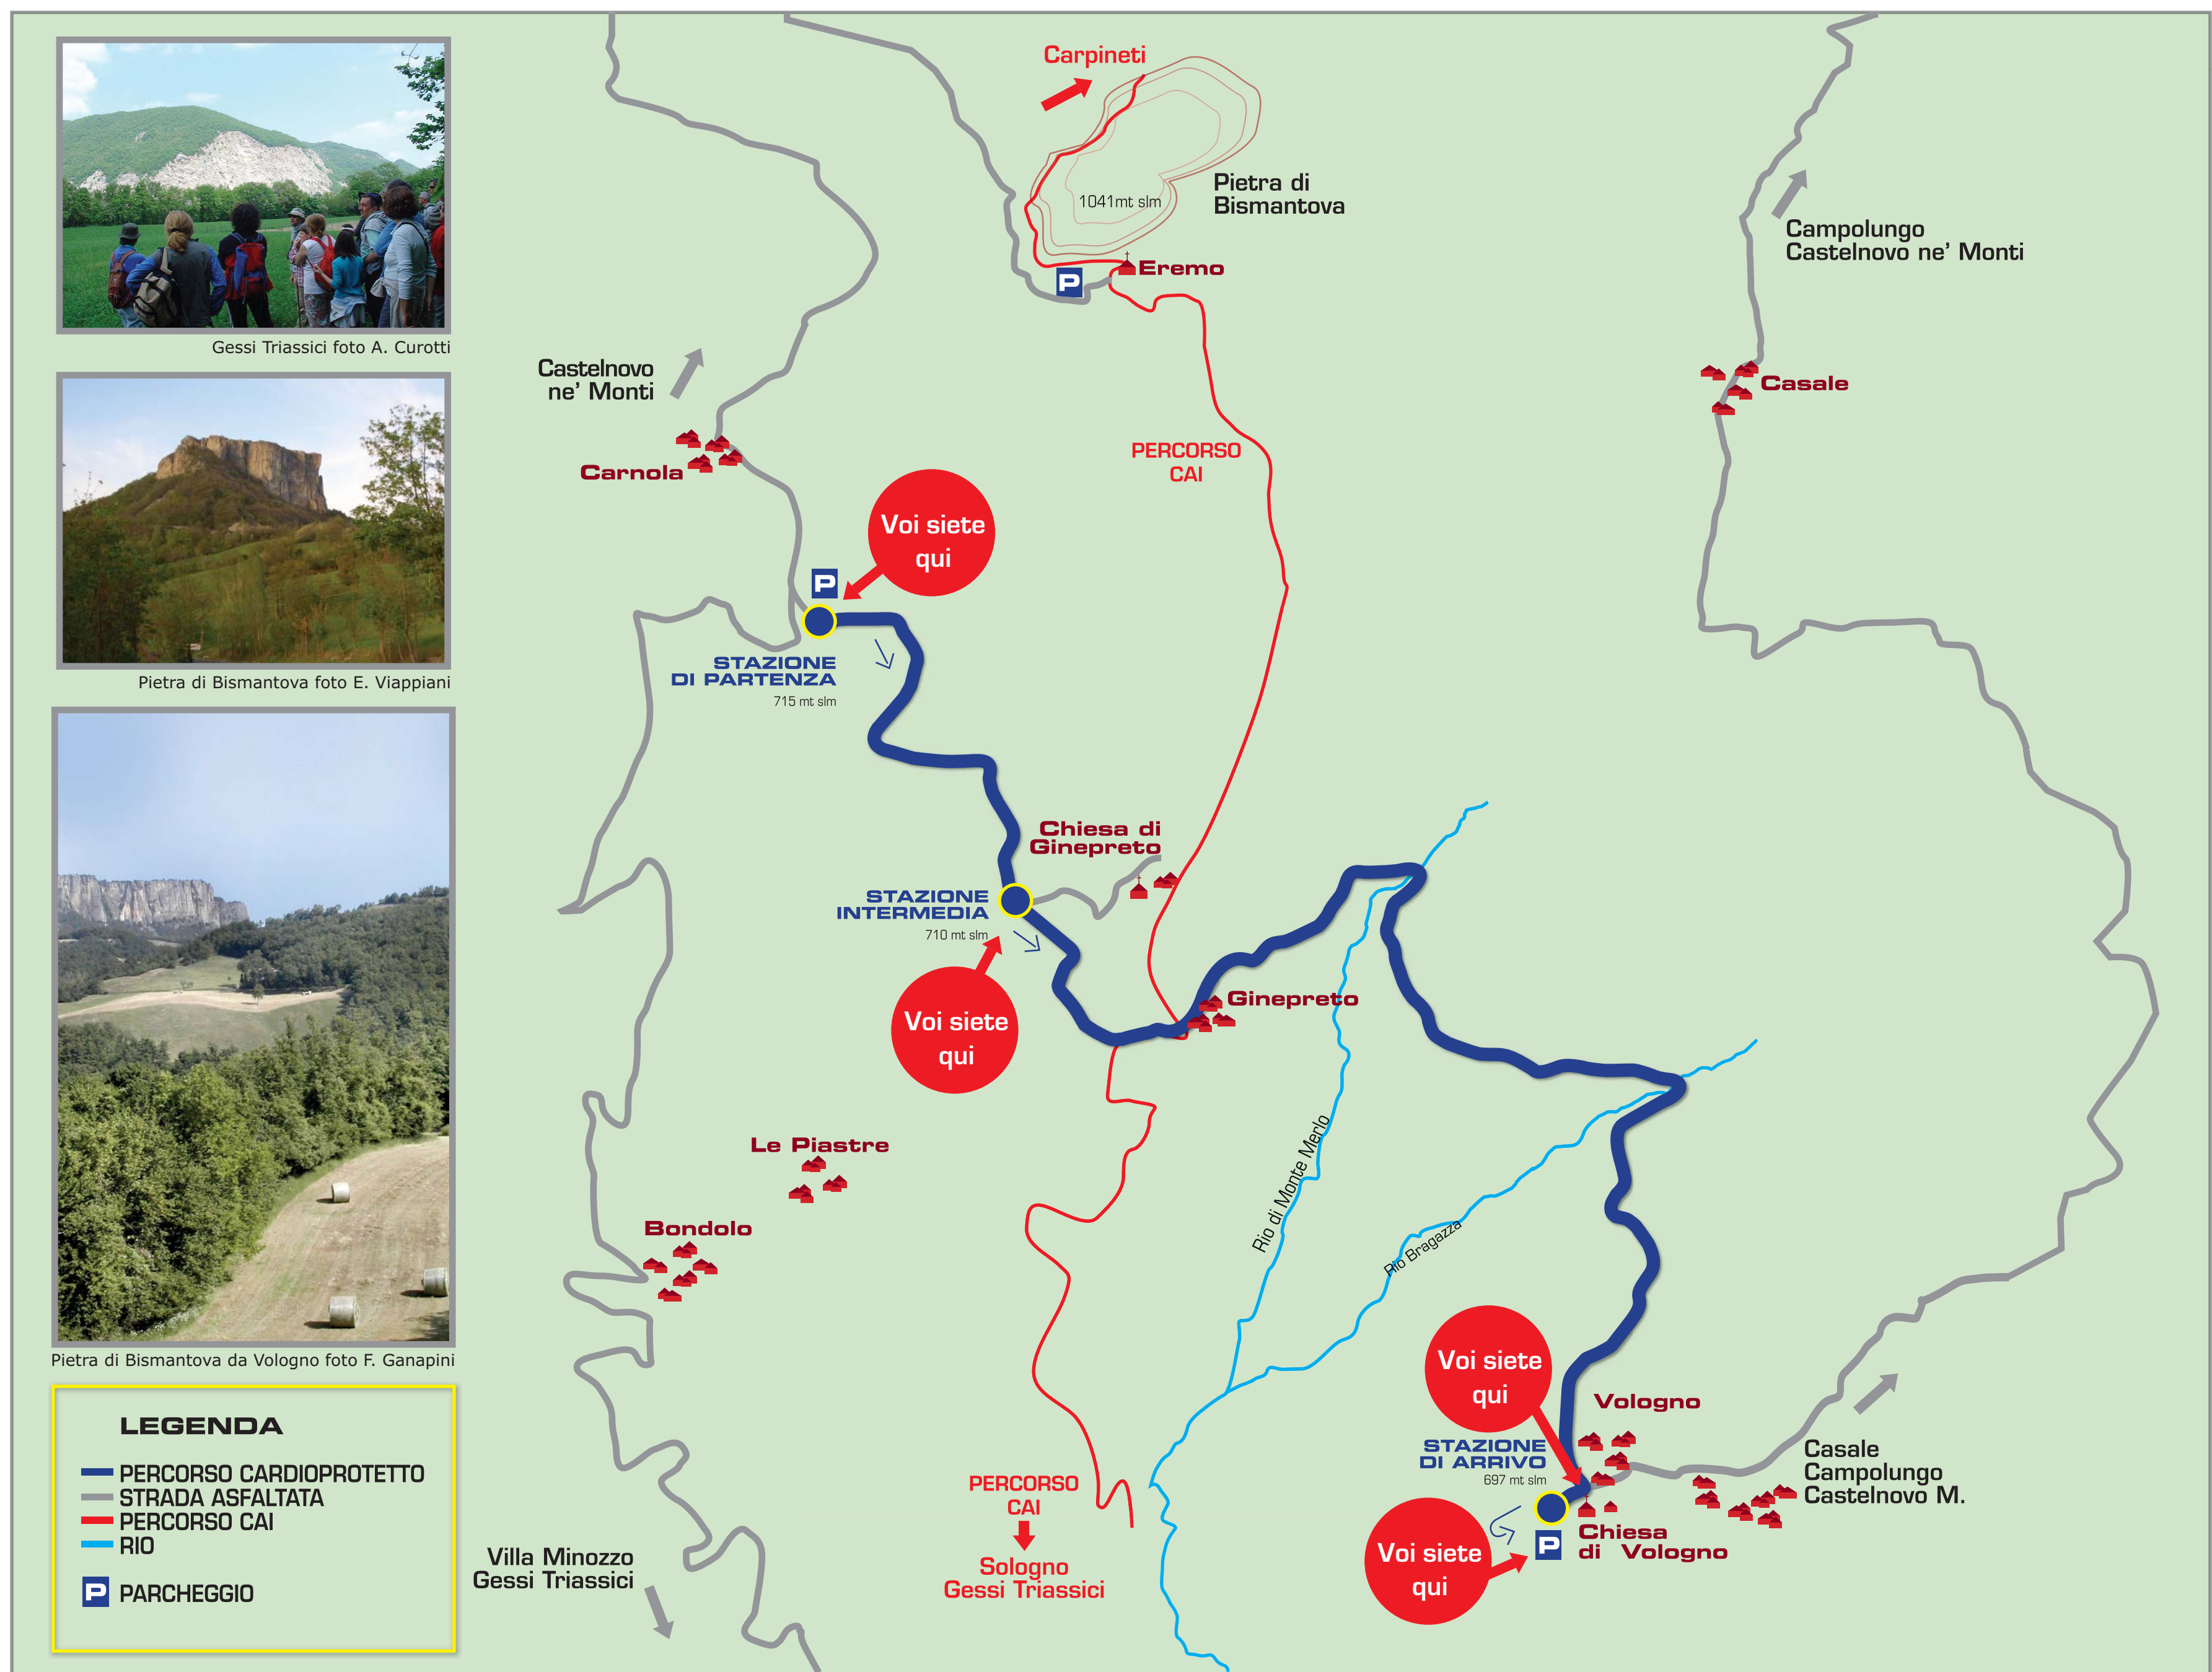 Gessi Triassici foto A. Curotti
Pietra di Bismantova foto E. Viappiani
Pietra di Bismantova da Vologno foto F. Ganapini
LEGENDA
PERCORSO CARDIOPROTETTO
STRADA ASFALTATA
PERCORSO CAI
RIO
P PARCHEGGIO
Carpineti
1041mt slm
Pietra di
Bismantova
Eremo
P
Campolungo
Castelnovo ne' Monti
Casale
Castelnovo
ne' Monti
Carnola
PERCORSO
CAI
Voi siete
qui
P
STAZIONE
DI PARTENZA
715 mt slm
Chiesa di
Ginepreto
STAZIONE
INTERMEDIA
710 mt slm
Voi siete
qui
Ginepreto
Le Piastre
Bondolo
Rio di Monte Merlo
Rio Bragazza
Voi siete
qui
Vologno
STAZIONE
DI ARRIVO
697 mt slm
Casale
Campolungo
Castelnovo M.
P
Chiesa
di Vologno
Voi siete
qui
PERCORSO
CAI
Sologno
Gessi Triassici
Villa Minozzo
Gessi Triassici